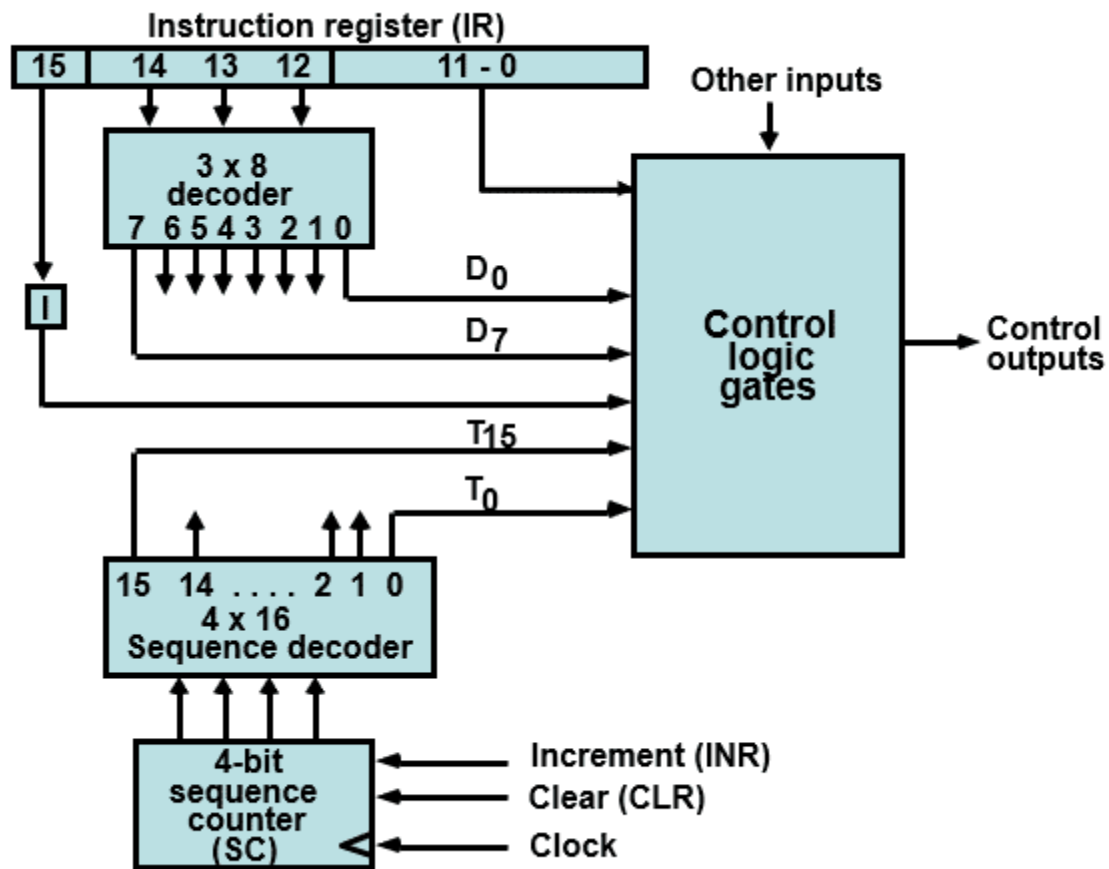 Instruction register (IR)
15 14 13 12 11 - 0
Other inputs
3 x 8
decoder
7 6 5 4 3 2 1 0
D0
I
D7
Control
logic
gates
Control
outputs
T15
T0
15 14 . . . . 2 1 0
4 x 16
Sequence decoder
4-bit
sequence
counter
(SC)
Increment (INR)
Clear (CLR)
Clock